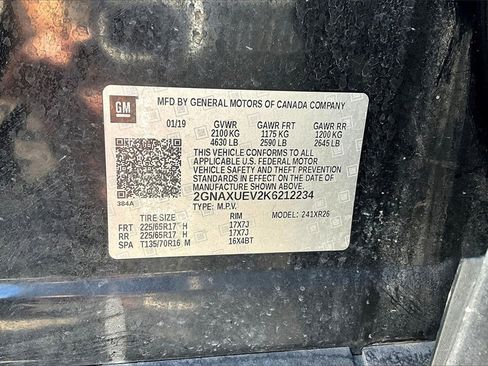 GM
MFD BY GENERAL MOTORS OF CANADA COMPANY
01/19 GVWR GAWR FRT GAWR RR
2100 KG 1175 KG 1200 KG
4630 LB 2590 LB 2645 LB
THIS VEHICLE CONFORMS TO ALL
APPLICABLE U.S. FEDERAL MOTOR
VEHICLE SAFETY AND THEFT PREVENTION
STANDARDS IN EFFECT ON THE DATE OF
MANUFACTURE SHOWN ABOVE.
384A 2GNAXUEV2K6212234
TYPE: M.P.V.
TIRE SIZE RIM MODEL: 241XR26
FRT 225/65R17 H 17X7J
RR 225/65R17 H 17X7J
SPA T135/70R16 M 16X4BT